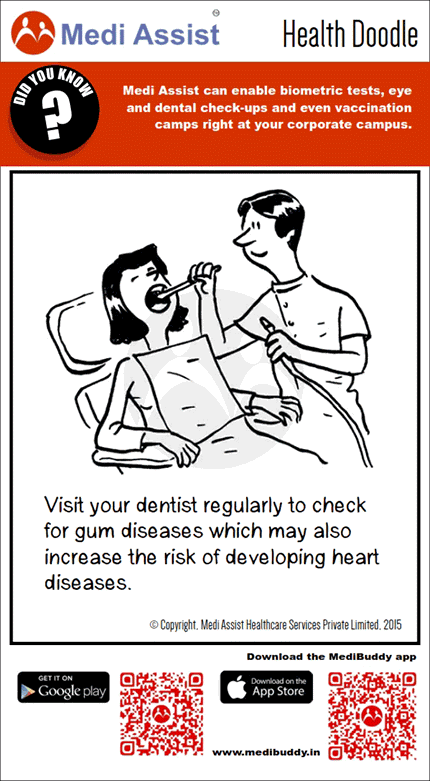 Medi Assist
®
Health Doodle
DID YOU KNOW
?
Medi Assist can enable biometric tests, eye
and dental check-ups and even vaccination
camps right at your corporate campus.
Visit your dentist regularly to check
for gum diseases which may also
increase the risk of developing heart
diseases.
© Copyright. Medi Assist Healthcare Services Private Limited. 2015
Download the MediBuddy app
GET IT ON
Google play
Download on the
App Store
www.medibuddy.in